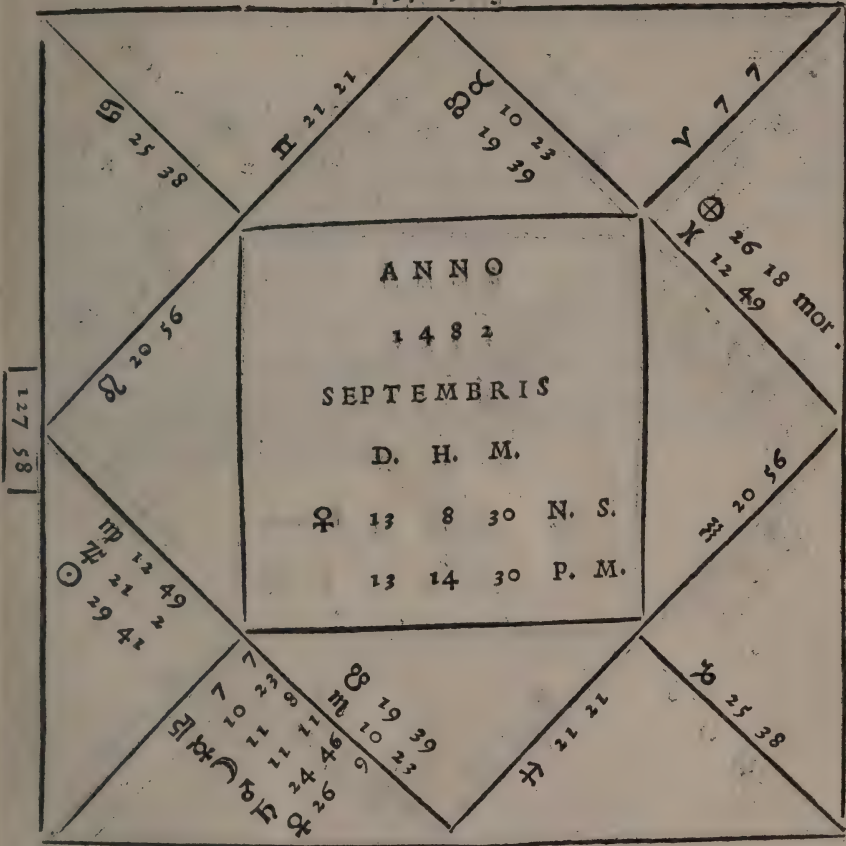 ♊ 21 21
♉ 10 23
☊ 19 39
♈ 7 7
♋ 25 38
⊗ 26 18 mor.
♓ 12 49
♌ 20 56
127 58
ANNO
1482
SEPTEMBRIS
D. H. M.
♀ 13 8 30 N. S.
13 14 30 P. M.
♒ 20 56
♍ 12 49
♃ 21 2
☉ 29 41
♎ 7 7
☿ 10 23
☽ 11 8
♂ 11 11
♄ 24 46
♀ 26 9
☋ 19 39
♏ 10 23
♐ 21 21
♑ 25 38